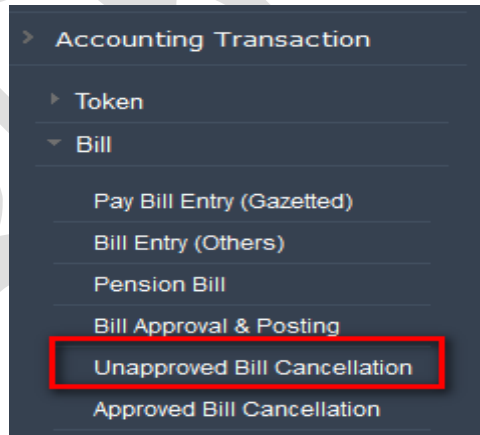 Accounting Transaction
Token
Bill
Pay Bill Entry (Gazetted)
Bill Entry (Others)
Pension Bill
Bill Approval & Posting
Unapproved Bill Cancellation
Approved Bill Cancellation